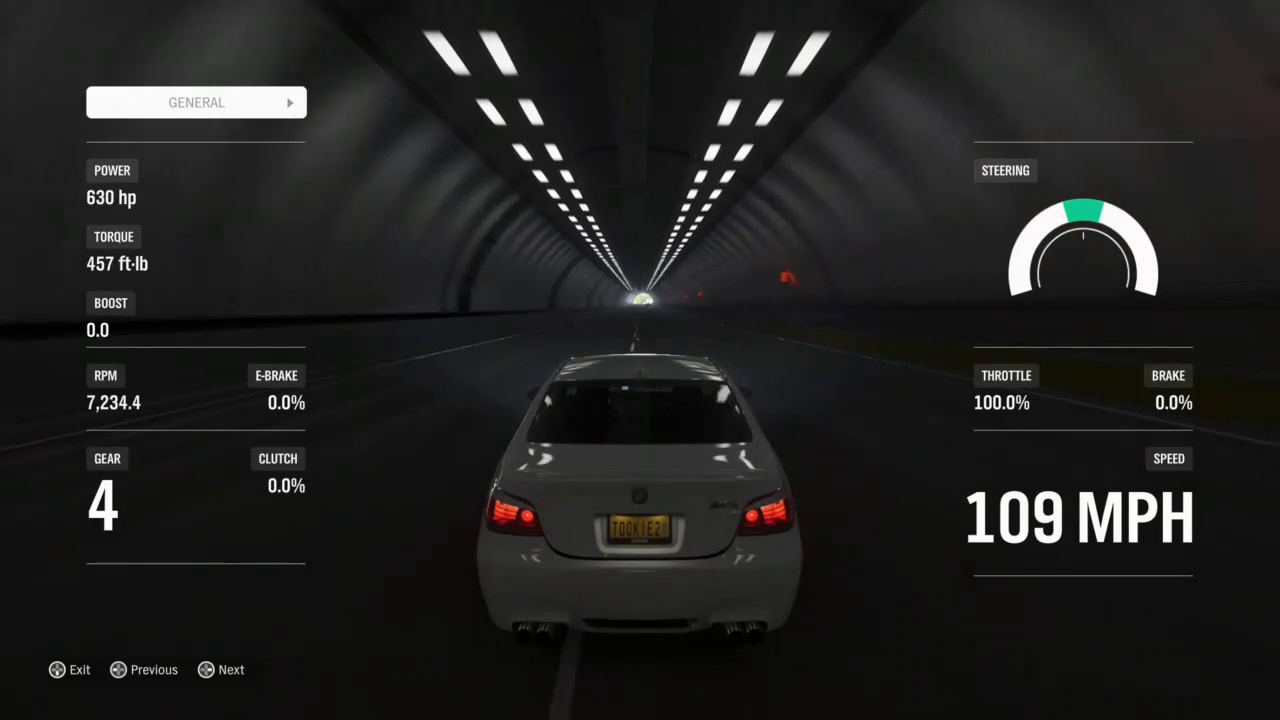 GENERAL
POWER
630 hp
TORQUE
457 ft·lb
BOOST
0.0
RPM
E-BRAKE
7,234.4
0.0%
GEAR
CLUTCH
4
0.0%
STEERING
THROTTLE
BRAKE
100.0%
0.0%
SPEED
109 MPH
TOOKIE2
Exit
Previous
Next